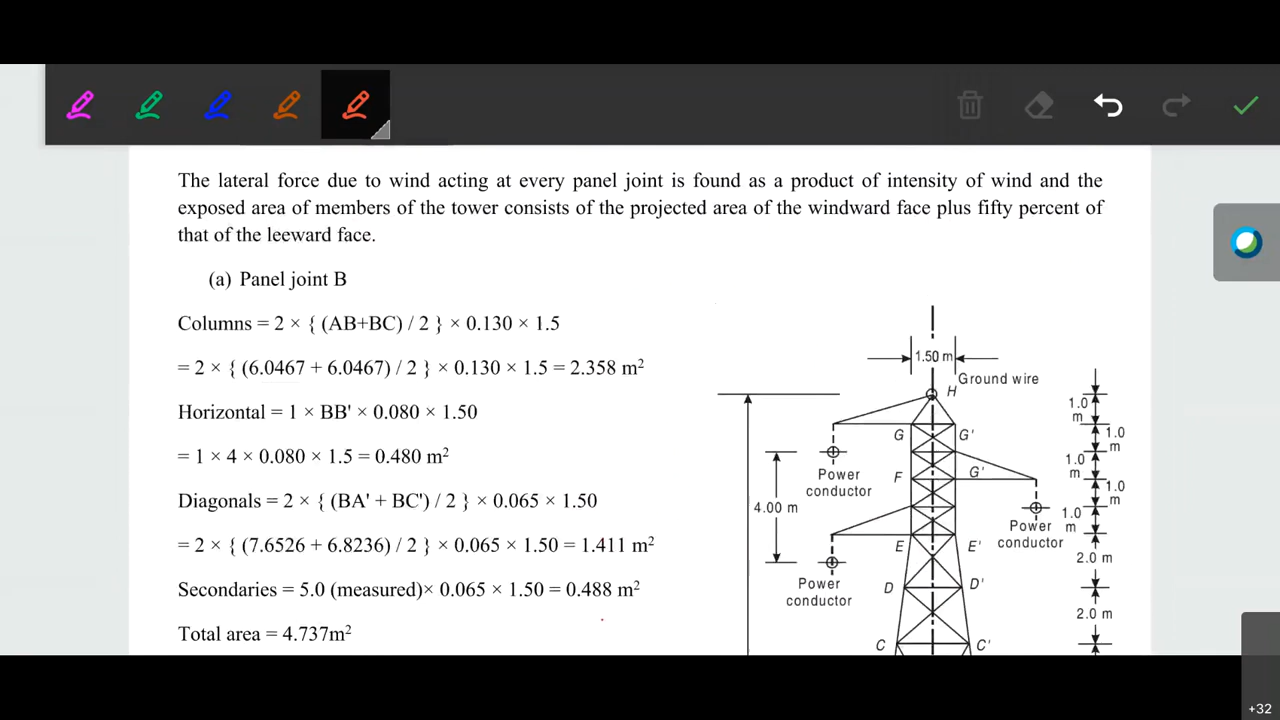 The lateral force due to wind acting at every panel joint is found as a product of intensity of wind and the
exposed area of members of the tower consists of the projected area of the windward face plus fifty percent of
that of the leeward face.
(a) Panel joint B
Columns = 2 × { (AB+BC) / 2 } × 0.130 × 1.5
= 2 × { (6.0467 + 6.0467) / 2 } × 0.130 × 1.5 = 2.358 m²
Horizontal = 1 × BB' × 0.080 × 1.50
= 1 × 4 × 0.080 × 1.5 = 0.480 m²
Diagonals = 2 × { (BA' + BC') / 2 } × 0.065 × 1.50
= 2 × { (7.6526 + 6.8236) / 2 } × 0.065 × 1.50 = 1.411 m²
Secondaries = 5.0 (measured)× 0.065 × 1.50 = 0.488 m²
Total area = 4.737m²
1.50 m
Ground wire
H
1.0
m
G
G'
1.0
m
Power
conductor
F
G'
1.0
m
1.0
m
4.00 m
Power
conductor
1.0
m
E
E'
2.0 m
Power
conductor
D
D'
2.0 m
C
C'
+32